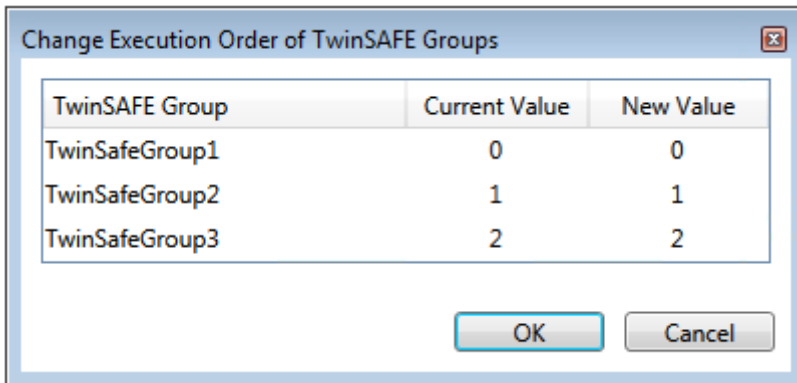 Change Execution Order of TwinSAFE Groups
TwinSAFE Group Current Value New Value
TwinSafeGroup1 0 0
TwinSafeGroup2 1 1
TwinSafeGroup3 2 2
OK Cancel